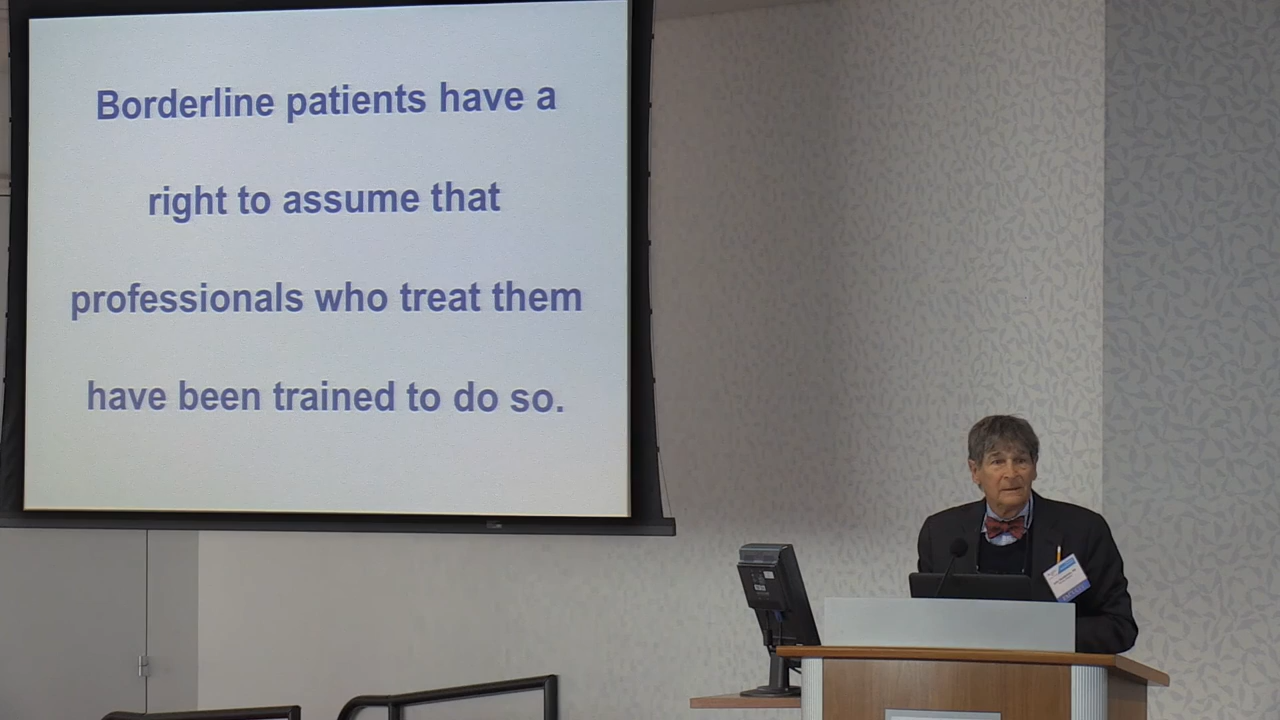 Borderline patients have a
right to assume that
professionals who treat them
have been trained to do so.